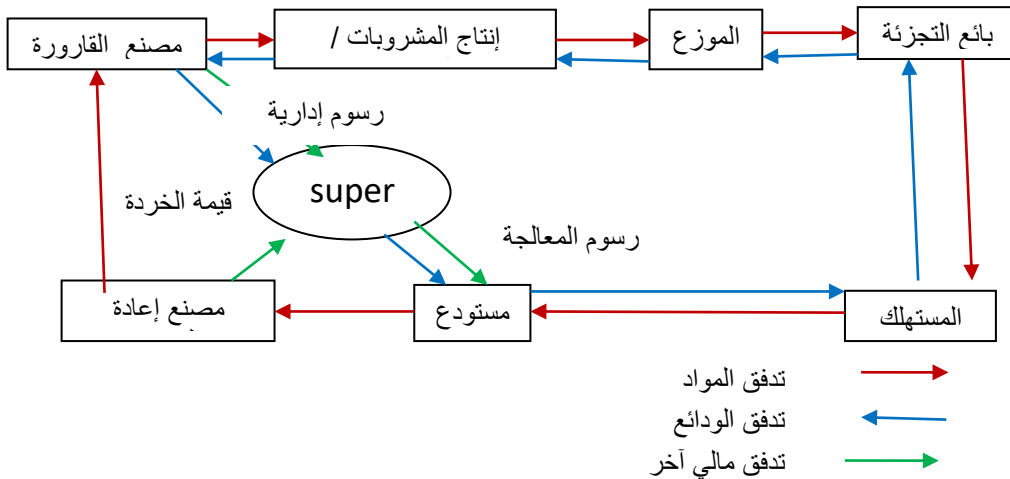 بائع التجزئة
الموزع
إنتاج المشروبات /
مصنع القارورة
رسوم إدارية
super
قيمة الخردة
رسوم المعالجة
المستهلك
مستودع
مصنع إعادة
تدفق المواد
تدفق الودائع
تدفق مالي آخر